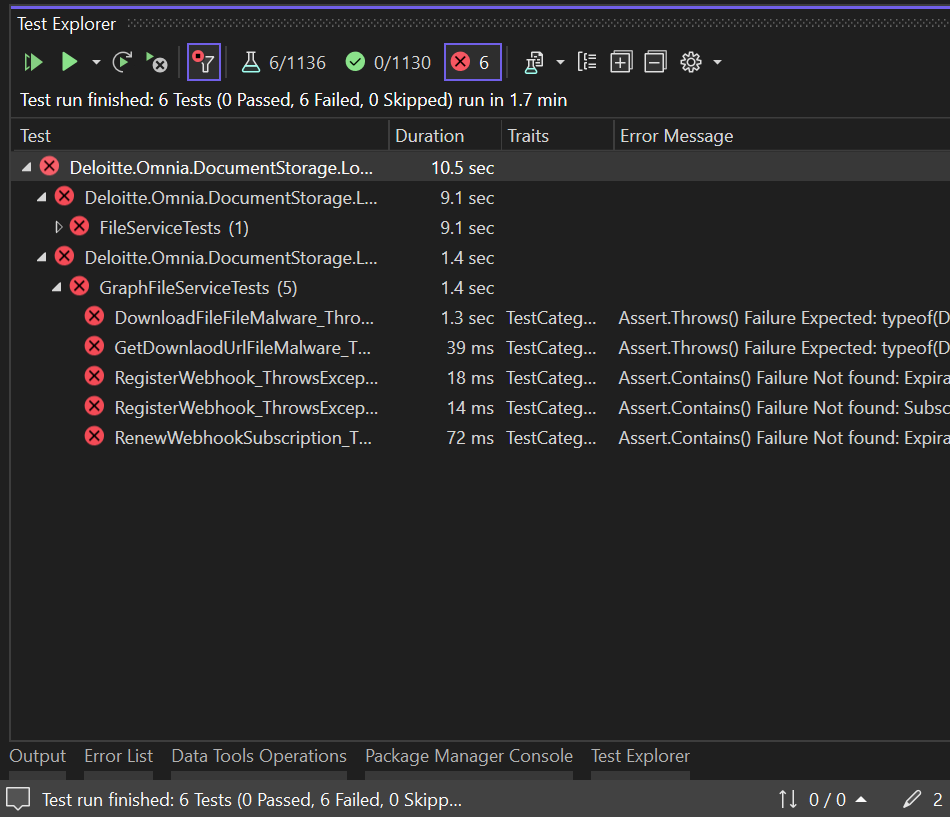 Test Explorer
6/1136 0/1130 6
Test run finished: 6 Tests (0 Passed, 6 Failed, 0 Skipped) run in 1.7 min
Test Duration Traits Error Message
Deloitte.Omnia.DocumentStorage.Lo... 10.5 sec
Deloitte.Omnia.DocumentStorage.L... 9.1 sec
FileServiceTests (1) 9.1 sec
Deloitte.Omnia.DocumentStorage.L... 1.4 sec
GraphFileServiceTests (5) 1.4 sec
DownloadFileFileMalware_Thro... 1.3 sec TestCateg... Assert.Throws() Failure Expected: typeof(D
GetDownlaodUrlFileMalware_T... 39 ms TestCateg... Assert.Throws() Failure Expected: typeof(D
RegisterWebhook_ThrowsExcep... 18 ms TestCateg... Assert.Contains() Failure Not found: Expira
RegisterWebhook_ThrowsExcep... 14 ms TestCateg... Assert.Contains() Failure Not found: Subsc
RenewWebhookSubscription_T... 72 ms TestCateg... Assert.Contains() Failure Not found: Expira
Output Error List Data Tools Operations Package Manager Console Test Explorer
Test run finished: 6 Tests (0 Passed, 6 Failed, 0 Skipp... 0 / 0 2